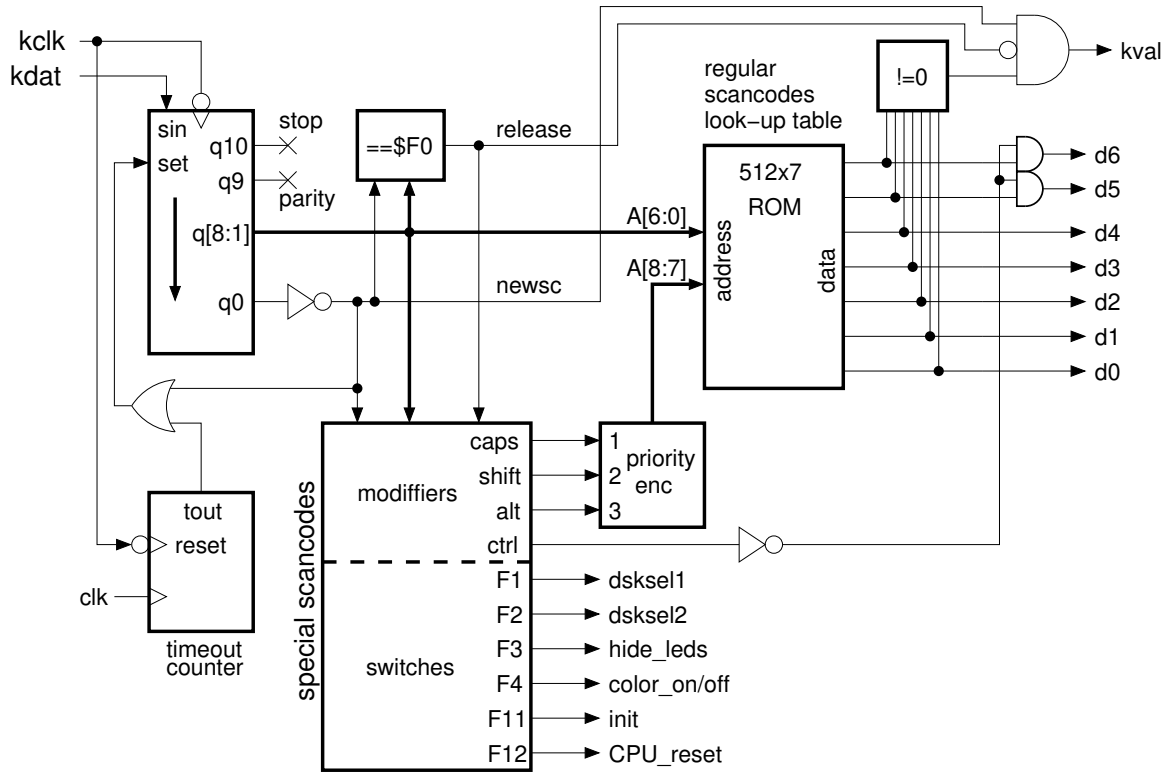 kclk
kdat
sin
set
q10
q9
q[8:1]
q0
stop
parity
==$F0
release
newsc
regular
scancodes
look−up table
!=0
kval
512x7
ROM
A[6:0]
A[8:7]
address
data
d6
d5
d4
d3
d2
d1
d0
tout
reset
clk
timeout
counter
special scancodes
modiffiers
caps
shift
alt
ctrl
1
2
3
priority
enc
switches
F1
F2
F3
F4
F11
F12
dsksel1
dsksel2
hide_leds
color_on/off
init
CPU_reset